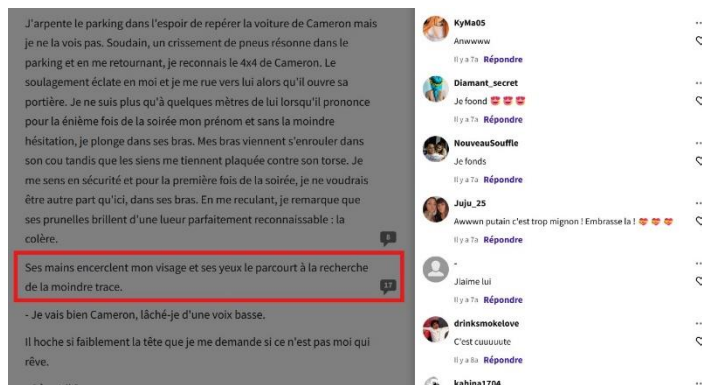 J'arpente le parking dans l'espoir de repérer la voiture de Cameron mais
je ne la vois pas. Soudain, un crissement de pneus résonne dans le
parking et en me retournant, je reconnais le 4x4 de Cameron. Le
soulagement éclate en moi et je me rue vers lui alors qu'il ouvre sa
portière. Je ne suis plus qu'à quelques mètres de lui lorsqu'il prononce
pour la énième fois de la soirée mon prénom et sans la moindre
hésitation, je plonge dans ses bras. Mes bras viennent s'enrouler dans
son cou tandis que les siens me tiennent plaquée contre son torse. Je
me sens en sécurité et pour la première fois de la soirée, je ne voudrais
être autre part qu'ici, dans ses bras. En me reculant, je remarque que
ses prunelles brillent d'une lueur parfaitement reconnaissable : la
colère.
8
Ses mains encerclent mon visage et ses yeux le parcourt à la recherche
de la moindre trace.
17
- Je vais bien Cameron, lâché-je d'une voix basse.
Il hoche si faiblement la tête que je me demande si ce n'est pas moi qui
rêve.
KyMa05
Anwwww
Il y a 7a Répondre
Diamant_secret
Je foond 💝 💝 💝
Il y a 7a Répondre
NouveauSouffle
Je fonds
Il y a 7a Répondre
Juju_25
Awwwn putain c'est trop mignon ! Embrasse la ! 💝 💝 💝
Il y a 7a Répondre
-
Jlaime lui
Il y a 7a Répondre
drinksmokelove
C'est cuuuuute
Il y a 8a Répondre
kahina1704